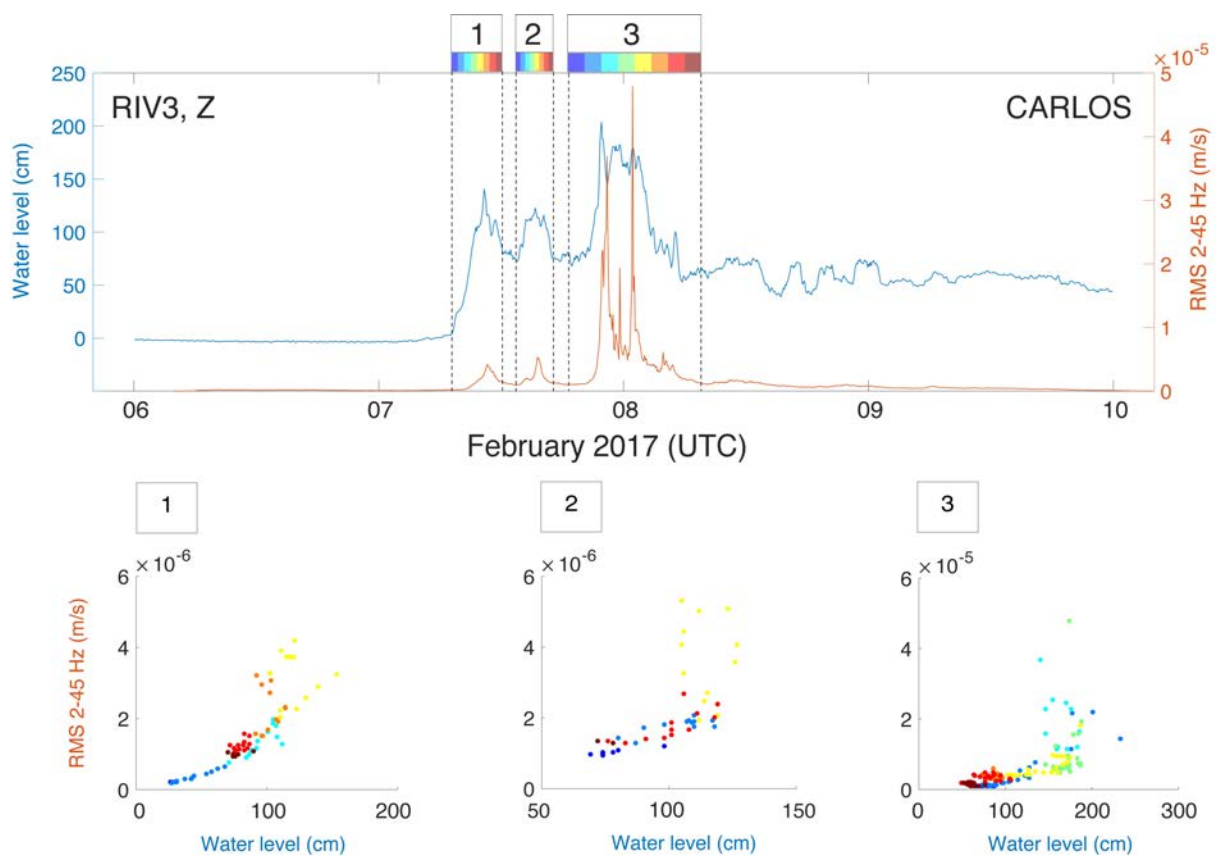 1 2 3
× 10^-5
RIV3, Z
CARLOS
Water level (cm)
250
200
150
100
50
0
RMS 2-45 Hz (m/s)
5
4
3
2
1
0
06 07 08 09 10
February 2017 (UTC)
1
2
3
RMS 2-45 Hz (m/s)
× 10^-6
6
4
2
0
0 100 200
Water level (cm)
× 10^-6
6
4
2
0
50 100 150
Water level (cm)
× 10^-5
6
4
2
0
0 100 200 300
Water level (cm)